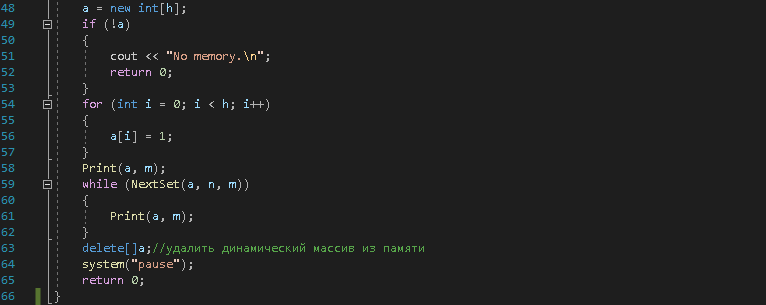 48 a = new int[h];
49 if (!a)
50 {
51 cout << "No memory.\n";
52 return 0;
53 }
54 for (int i = 0; i < h; i++)
55 {
56 a[i] = 1;
57 }
58 Print(a, m);
59 while (NextSet(a, n, m))
60 {
61 Print(a, m);
62 }
63 delete[]a;//удалить динамический массив из памяти
64 system("pause");
65 return 0;
66 }